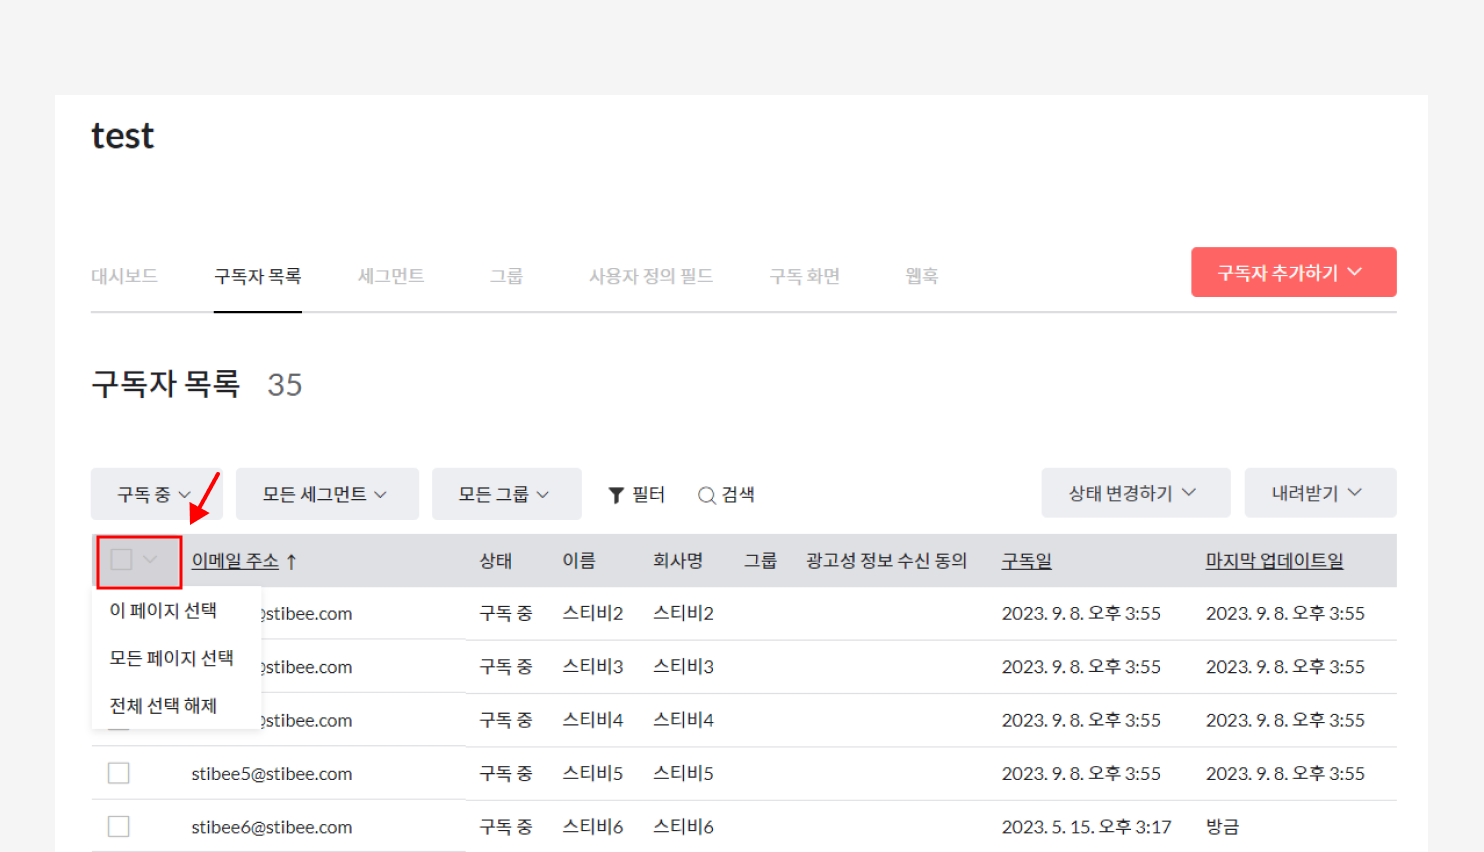 test
대시보드 구독자 목록 세그먼트 그룹 사용자 정의 필드 구독 화면 웹훅 구독자 추가하기
구독자 목록 35
구독 중 모든 세그먼트 모든 그룹 필터 검색 상태 변경하기 내려받기
이메일 주소 ↑ 상태 이름 회사명 그룹 광고성 정보 수신 동의 구독일 마지막 업데이트일
이 페이지 선택
모든 페이지 선택
전체 선택 해제
@stibee.com 구독 중 스티비2 스티비2 2023. 9. 8. 오후 3:55 2023. 9. 8. 오후 3:55
@stibee.com 구독 중 스티비3 스티비3 2023. 9. 8. 오후 3:55 2023. 9. 8. 오후 3:55
@stibee.com 구독 중 스티비4 스티비4 2023. 9. 8. 오후 3:55 2023. 9. 8. 오후 3:55
stibee5@stibee.com 구독 중 스티비5 스티비5 2023. 9. 8. 오후 3:55 2023. 9. 8. 오후 3:55
stibee6@stibee.com 구독 중 스티비6 스티비6 2023. 5. 15. 오후 3:17 방금